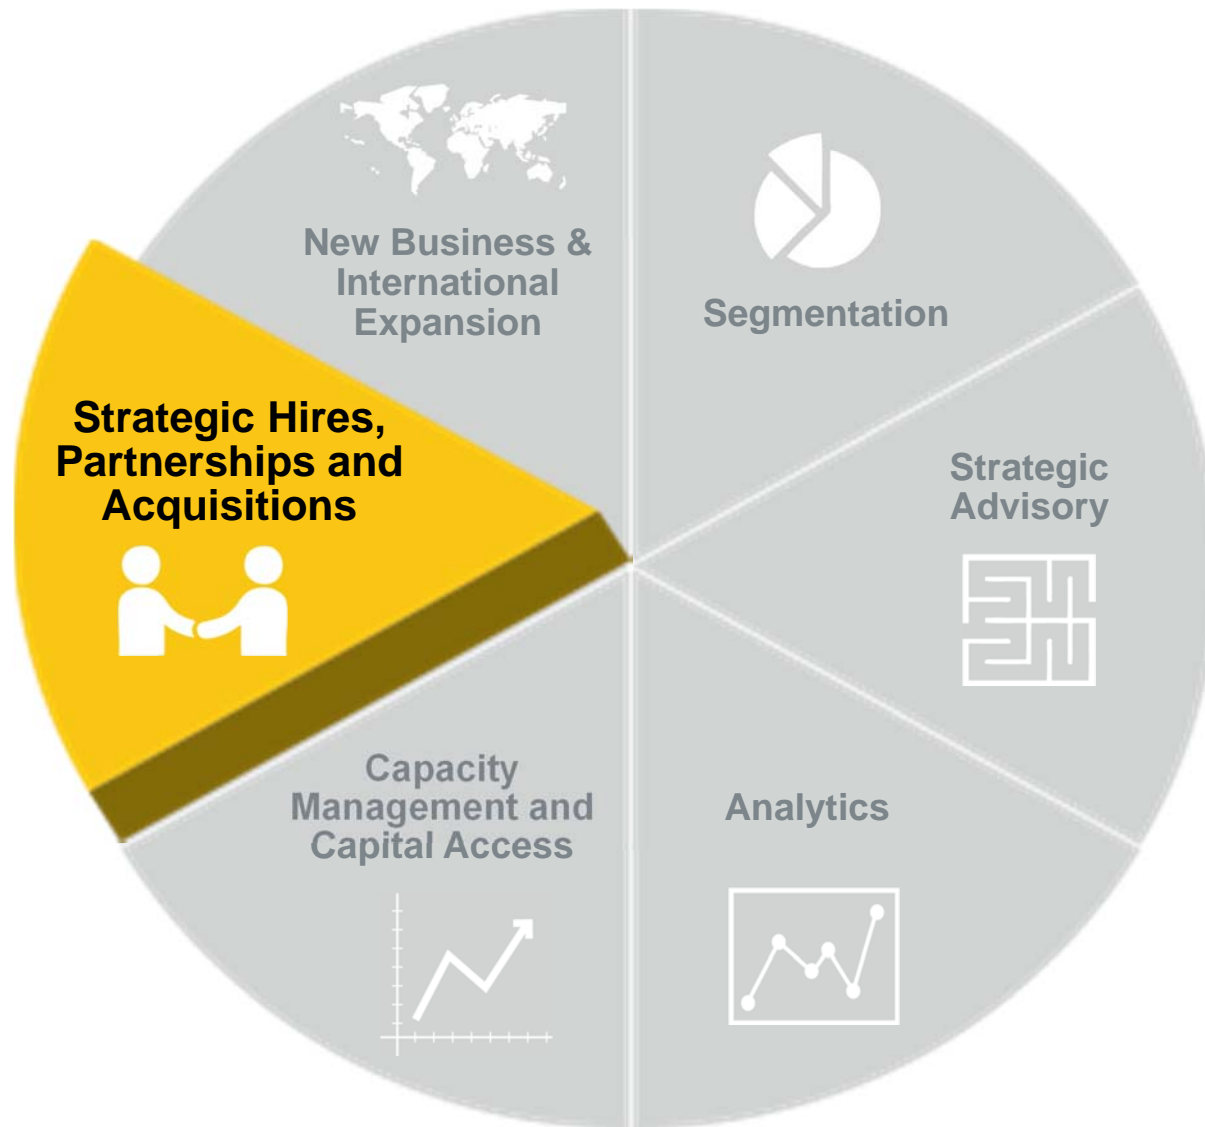 New Business &
International
Expansion
Segmentation
Strategic Hires,
Partnerships and
Acquisitions
Strategic
Advisory
Capacity
Management and
Capital Access
Analytics